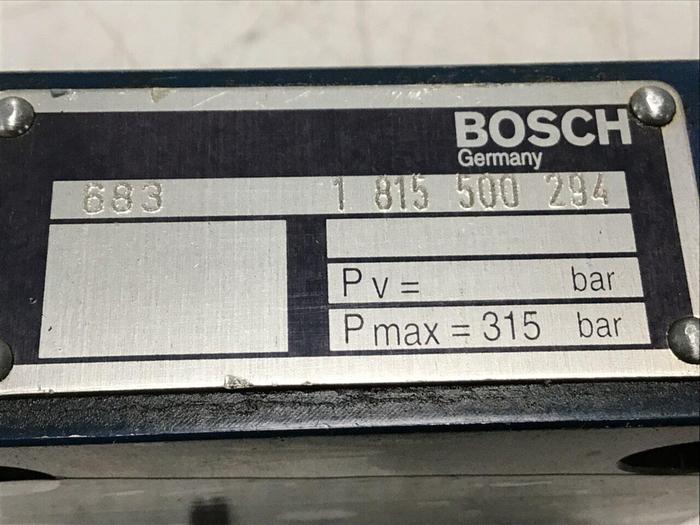 BOSCH
Germany
683 1 815 500 294
Pv = bar
Pmax = 315 bar